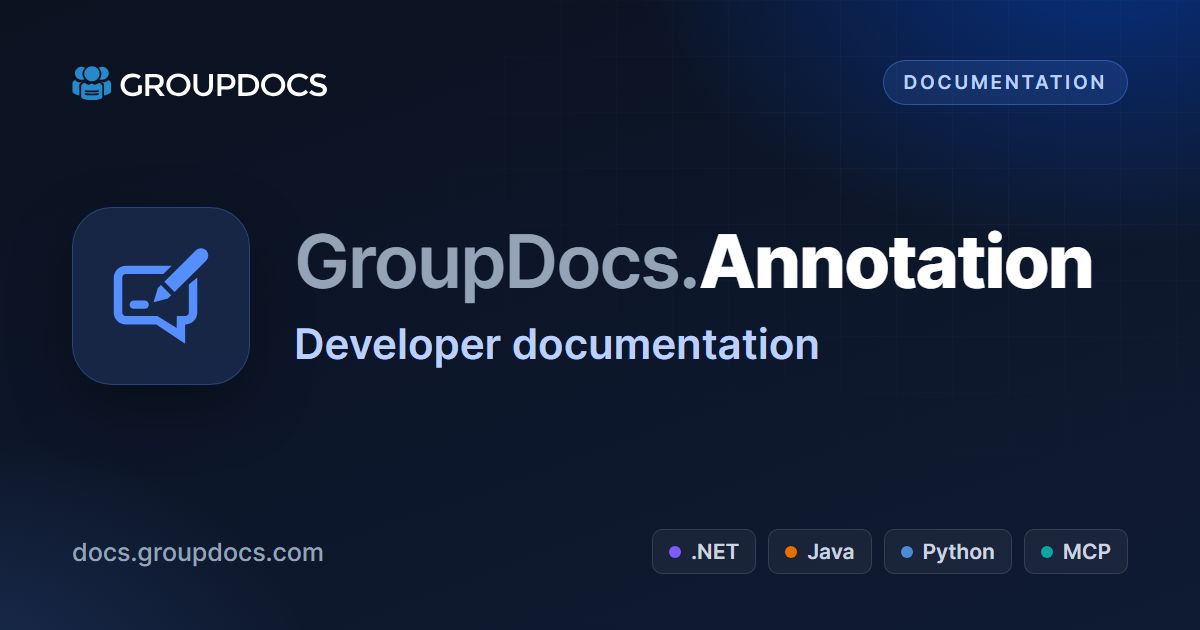 GROUPDOCS
DOCUMENTATION
GroupDocs.Annotation
Developer documentation
docs.groupdocs.com
.NET
Java
Python
MCP